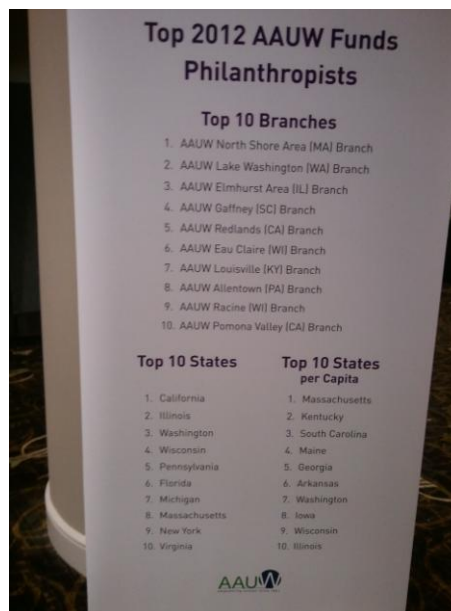 Top 2012 AAUW Funds
Philanthropists
Top 10 Branches
1. AAUW North Shore Area (MA) Branch
2. AAUW Lake Washington (WA) Branch
3. AAUW Elmhurst Area (IL) Branch
4. AAUW Gaffney (SC) Branch
5. AAUW Redlands (CA) Branch
6. AAUW Eau Claire (WI) Branch
7. AAUW Louisville (KY) Branch
8. AAUW Allentown (PA) Branch
9. AAUW Racine (WI) Branch
10. AAUW Pomona Valley (CA) Branch
Top 10 States
1. California
2. Illinois
3. Washington
4. Wisconsin
5. Pennsylvania
6. Florida
7. Michigan
8. Massachusetts
9. New York
10. Virginia
Top 10 States
per Capita
1. Massachusetts
2. Kentucky
3. South Carolina
4. Maine
5. Georgia
6. Arkansas
7. Washington
8. Iowa
9. Wisconsin
10. Illinois
AAUW